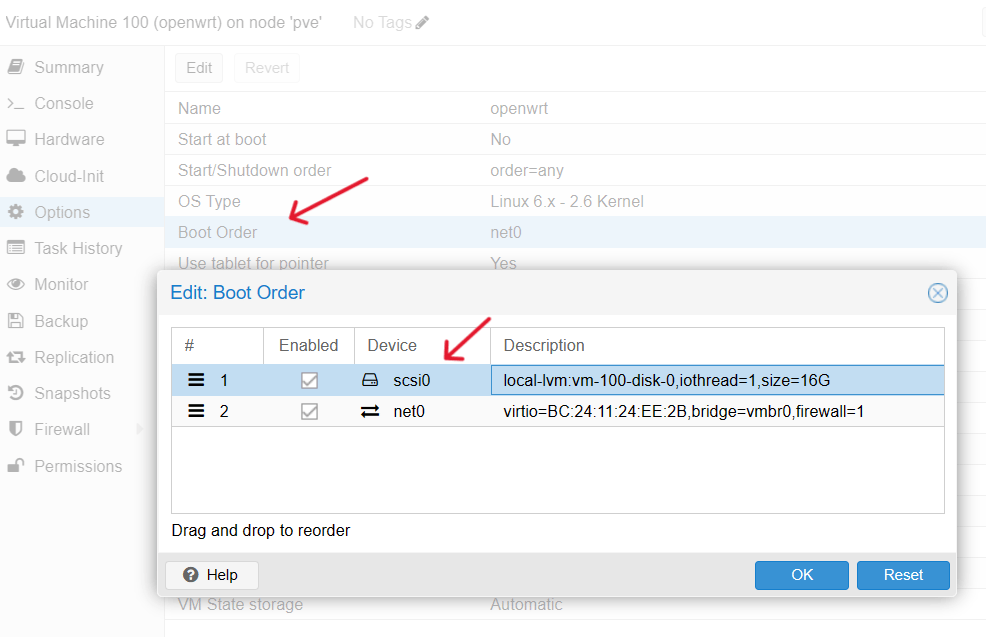 Virtual Machine 100 (openwrt) on node 'pve' No Tags
Summary
Console
Hardware
Cloud-Init
Options
Task History
Monitor
Backup
Replication
Snapshots
Firewall
Permissions
Edit Revert
Name openwrt
Start at boot No
Start/Shutdown order order=any
OS Type Linux 6.x - 2.6 Kernel
Boot Order net0
Use tablet for pointer Yes
Edit: Boot Order
# Enabled Device Description
1 scsi0 local-lvm:vm-100-disk-0,iothread=1,size=16G
2 net0 virtio=BC:24:11:24:EE:2B,bridge=vmbr0,firewall=1
Drag and drop to reorder
Help OK Reset
VM State storage Automatic